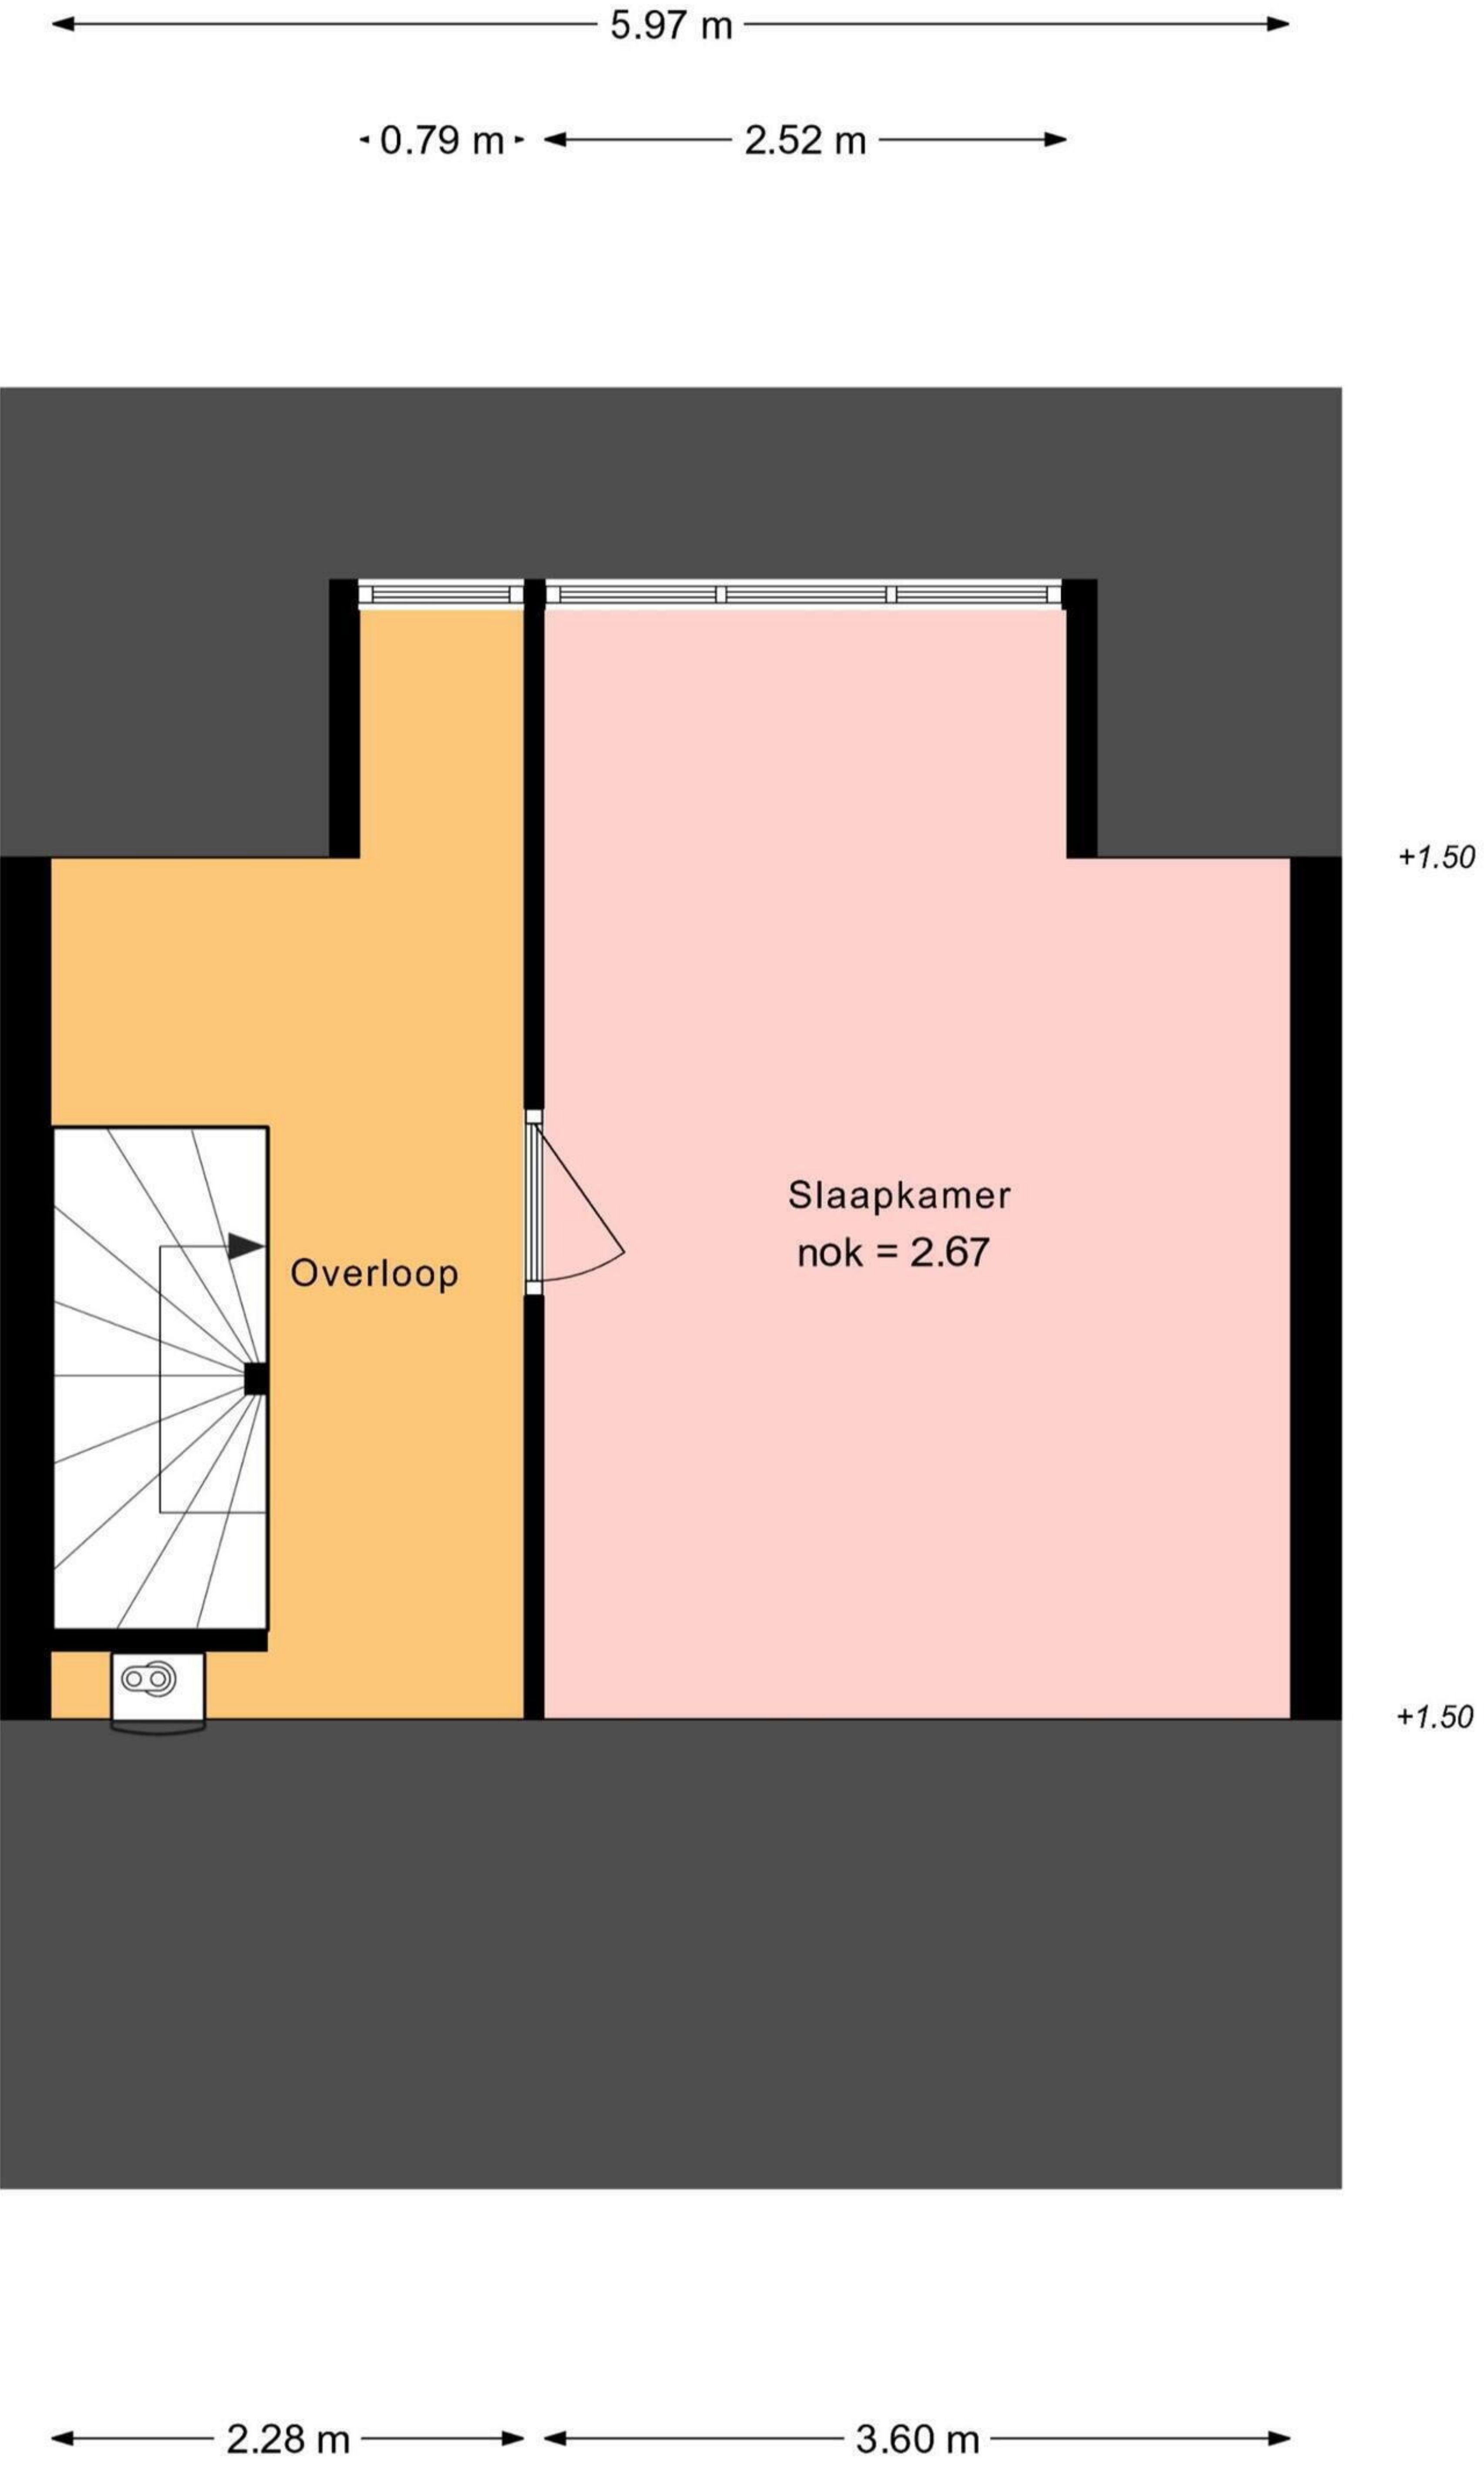 5.97 m
0.79 m
2.52 m
+1.50
Slaapkamer
nok = 2.67
Overloop
+1.50
2.28 m
3.60 m